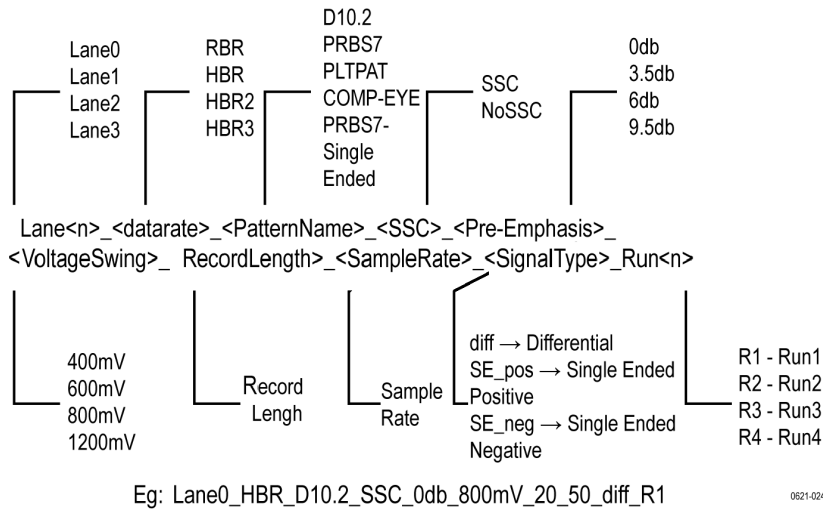 Lane0
Lane1
Lane2
Lane3
RBR
HBR
HBR2
HBR3
D10.2
PRBS7
PLTPAT
COMP-EYE
PRBS7-
Single
Ended
SSC
NoSSC
0db
3.5db
6db
9.5db
Lane<n>_<datarate>_<PatternName>_<SSC>_<Pre-Emphasis>_
<VoltageSwing>_ RecordLength>_<SampleRate>_<SignalType>_Run<n>
400mV
600mV
800mV
1200mV
Record
Lengh
Sample
Rate
diff → Differential
SE_pos → Single Ended
Positive
SE_neg → Single Ended
Negative
R1 - Run1
R2 - Run2
R3 - Run3
R4 - Run4
Eg: Lane0_HBR_D10.2_SSC_0db_800mV_20_50_diff_R1
0621-024